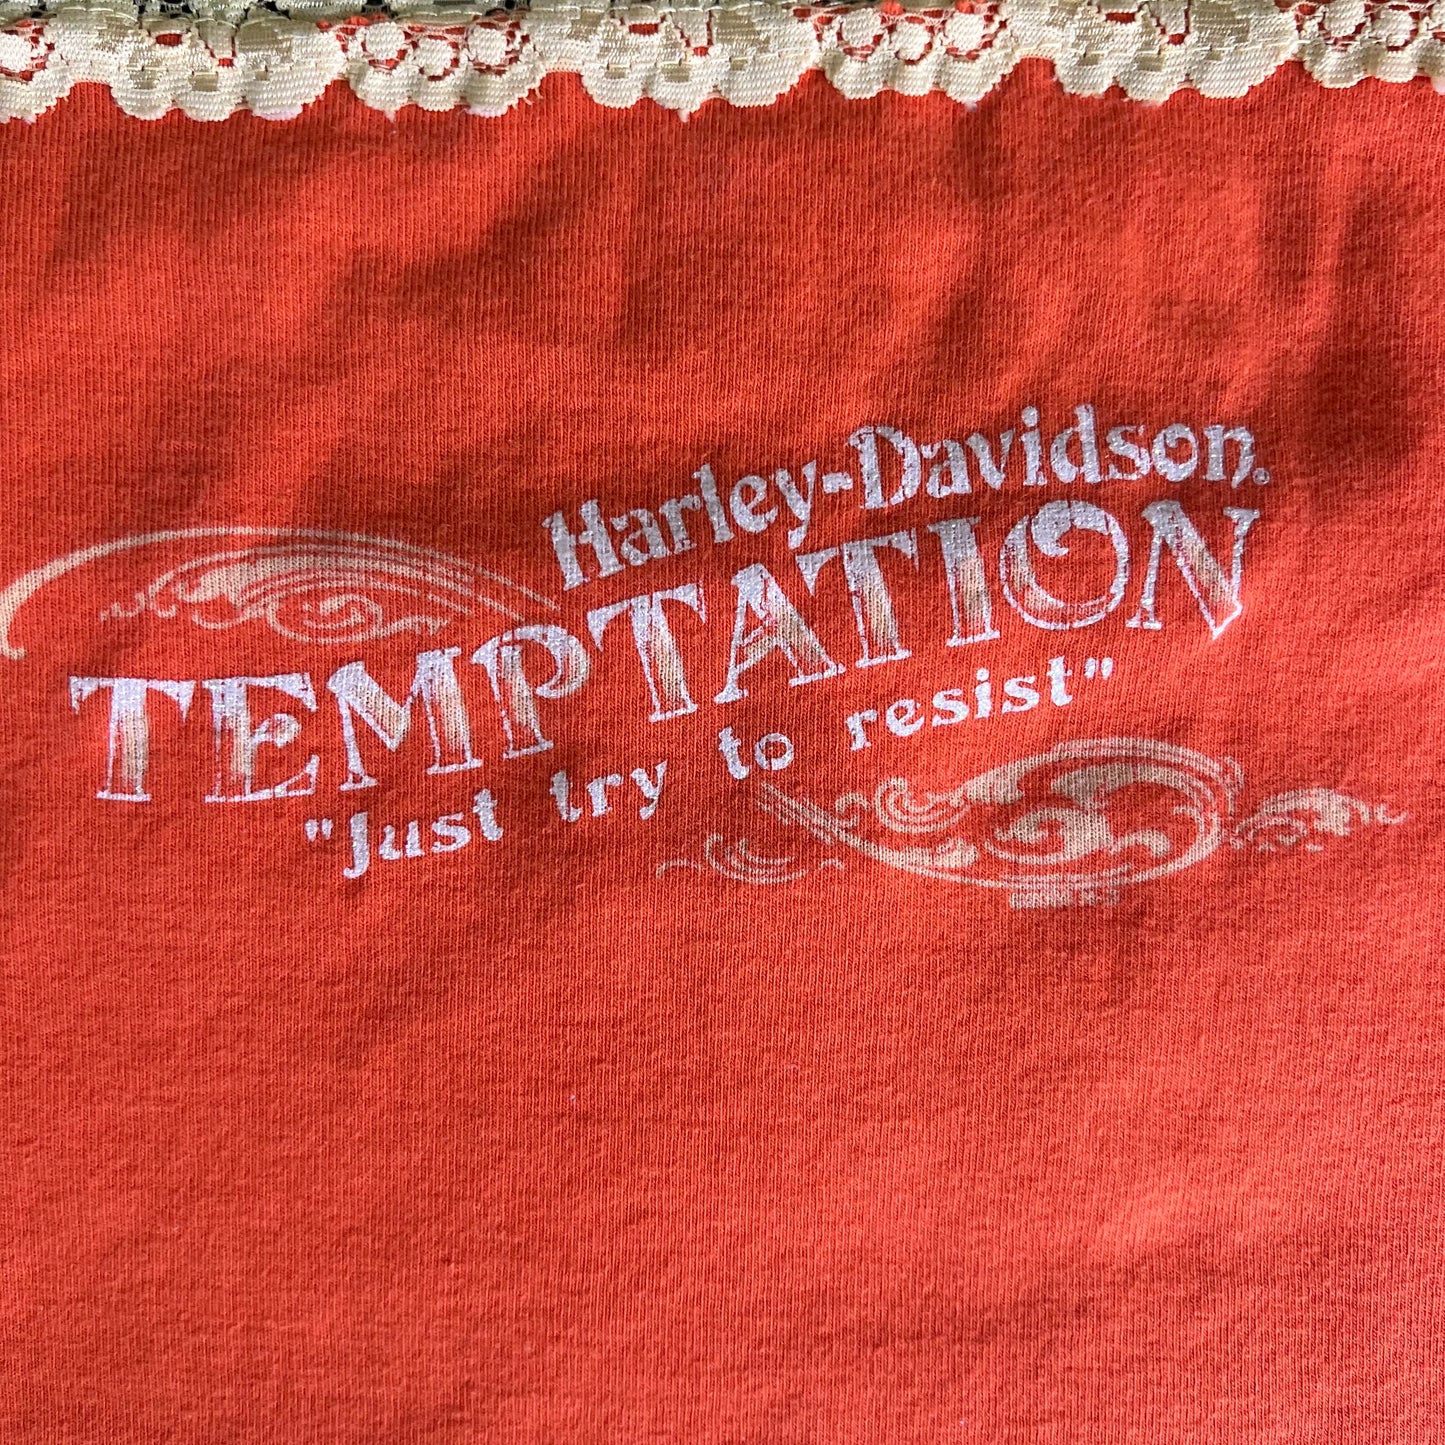 Harley-Davidson®
TEMPTATION
"Just try to resist"